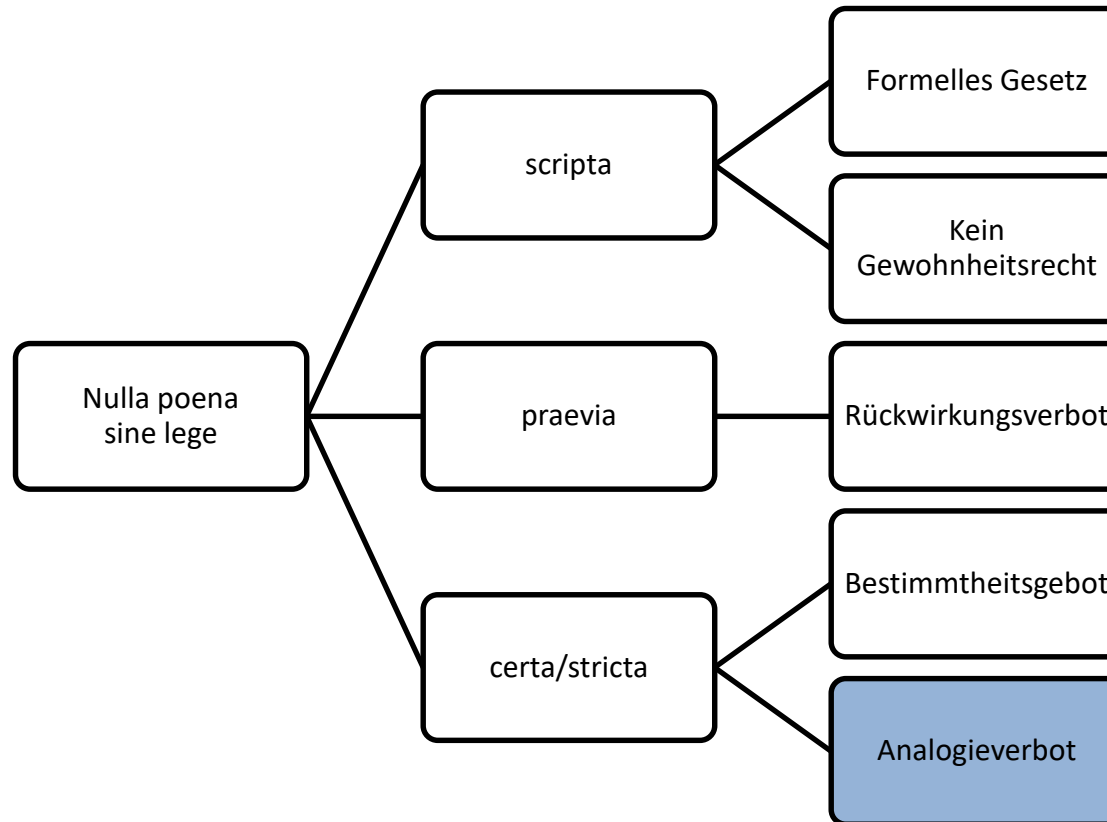 Nulla poena
sine lege
scripta
Formelles Gesetz
Kein
Gewohnheitsrecht
praevia
Rückwirkungsverbot
certa/stricta
Bestimmtheitsgebot
Analogieverbot